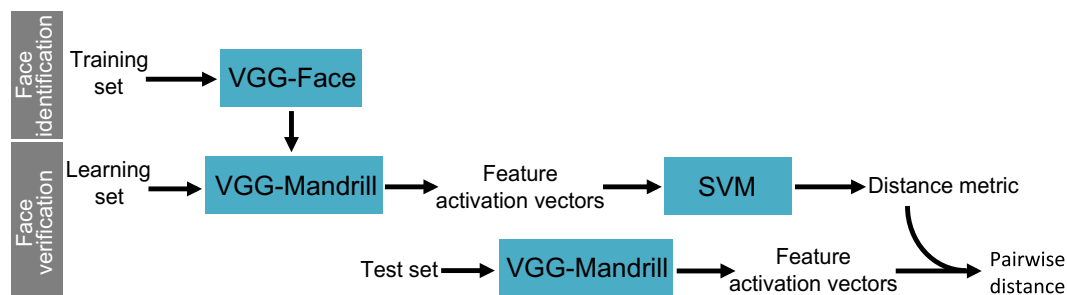 Face
identification
Training
set
VGG-Face
Face
verification
Learning
set
VGG-Mandrill
Feature
activation vectors
SVM
Distance metric
Test set
VGG-Mandrill
Feature
activation vectors
Pairwise
distance